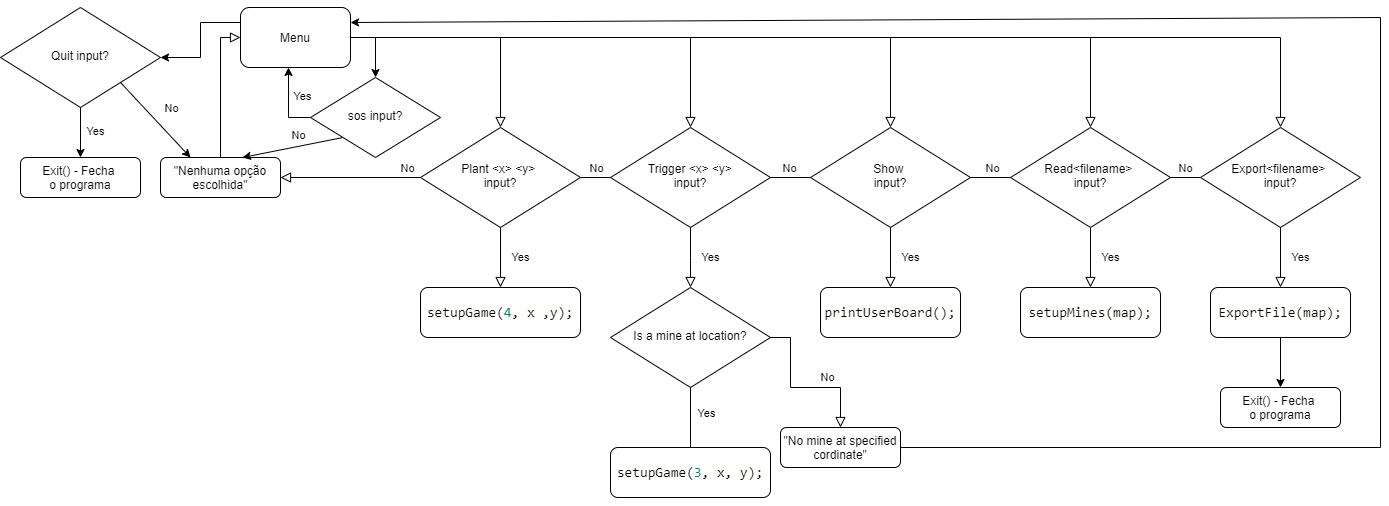 Menu
Quit input?
Yes
No
sos input?
Yes
No
Exit() - Fecha
o programa
"Nenhuma opção
escolhida"
No
Plant <x> <y>
input?
No
Trigger <x> <y>
input?
No
Show
input?
No
Read<filename>
input?
No
Export<filename>
input?
Yes
Yes
Yes
Yes
Yes
setupGame(4, x ,y);
Is a mine at location?
printUserBoard();
setupMines(map);
ExportFile(map);
No
Yes
Exit() - Fecha
o programa
"No mine at specified
cordinate"
setupGame(3, x, y);